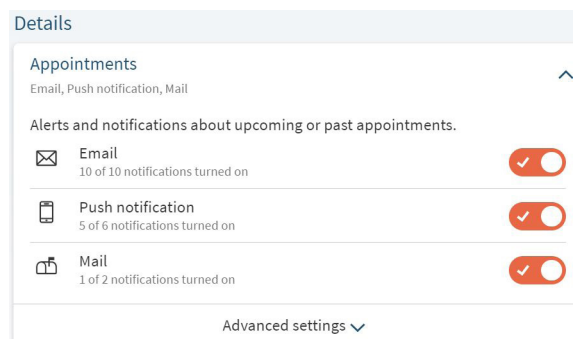 Details
Appointments
Email, Push notification, Mail
Alerts and notifications about upcoming or past appointments.
Email
10 of 10 notifications turned on
Push notification
5 of 6 notifications turned on
Mail
1 of 2 notifications turned on
Advanced settings